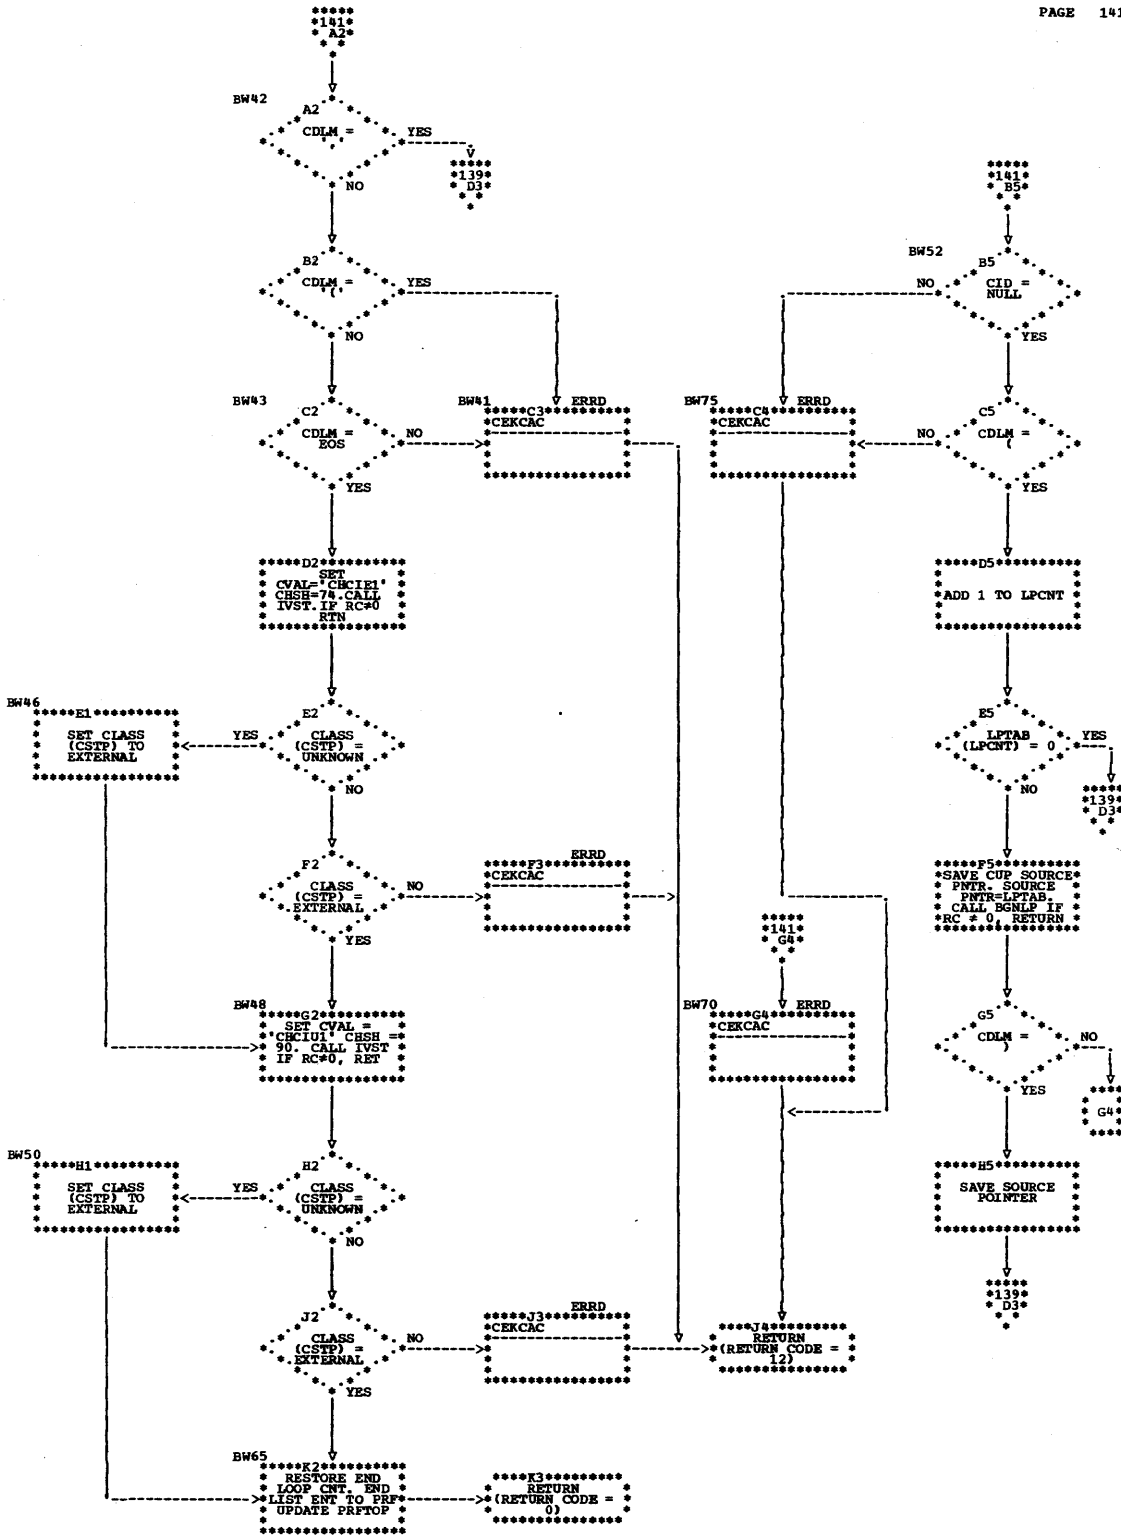 PAGE 141
141
A2
BW42
A2
CDLM =
','
YES
NO
139
D3
141
B5
B2
CDLM =
'('
YES
NO
BW52
B5
CID =
NULL
NO
YES
BW43
C2
CDLM =
EOS
NO
YES
BW41
C3
ERRD
CEKCAC
BW75
C4
ERRD
CEKCAC
C5
CDLM =
(
NO
YES
D2
SET
CVAL='CHCIE1'
CHSH=74.CALL
IVST.IF RC≠0
RTN
D5
ADD 1 TO LPCNT
BW46
E1
SET CLASS
(CSTP) TO
EXTERNAL
E2
CLASS
(CSTP) =
UNKNOWN
YES
NO
E5
LPTAB
(LPCNT) = 0
YES
NO
139
D3
F2
CLASS
(CSTP) =
EXTERNAL
NO
YES
F3
ERRD
CEKCAC
F5
SAVE CUP SOURCE
PNTR. SOURCE
PNTR=LPTAB.
CALL BGNLP IF
RC ≠ 0, RETURN
141
G4
BW48
G2
SET CVAL =
'CHCIU1' CHSH =
90. CALL IVST
IF RC≠0, RET
BW70
G4
ERRD
CEKCAC
G5
CDLM =
)
NO
YES
G4
BW50
H1
SET CLASS
(CSTP) TO
EXTERNAL
H2
CLASS
(CSTP) =
UNKNOWN
YES
NO
H5
SAVE SOURCE
POINTER
139
D3
J2
CLASS
(CSTP) =
EXTERNAL
NO
YES
J3
ERRD
CEKCAC
J4
RETURN
(RETURN CODE =
12)
BW65
K2
RESTORE END
LOOP CNT. END
LIST ENT TO PRF
UPDATE PRFTOP
K3
RETURN
(RETURN CODE =
0)